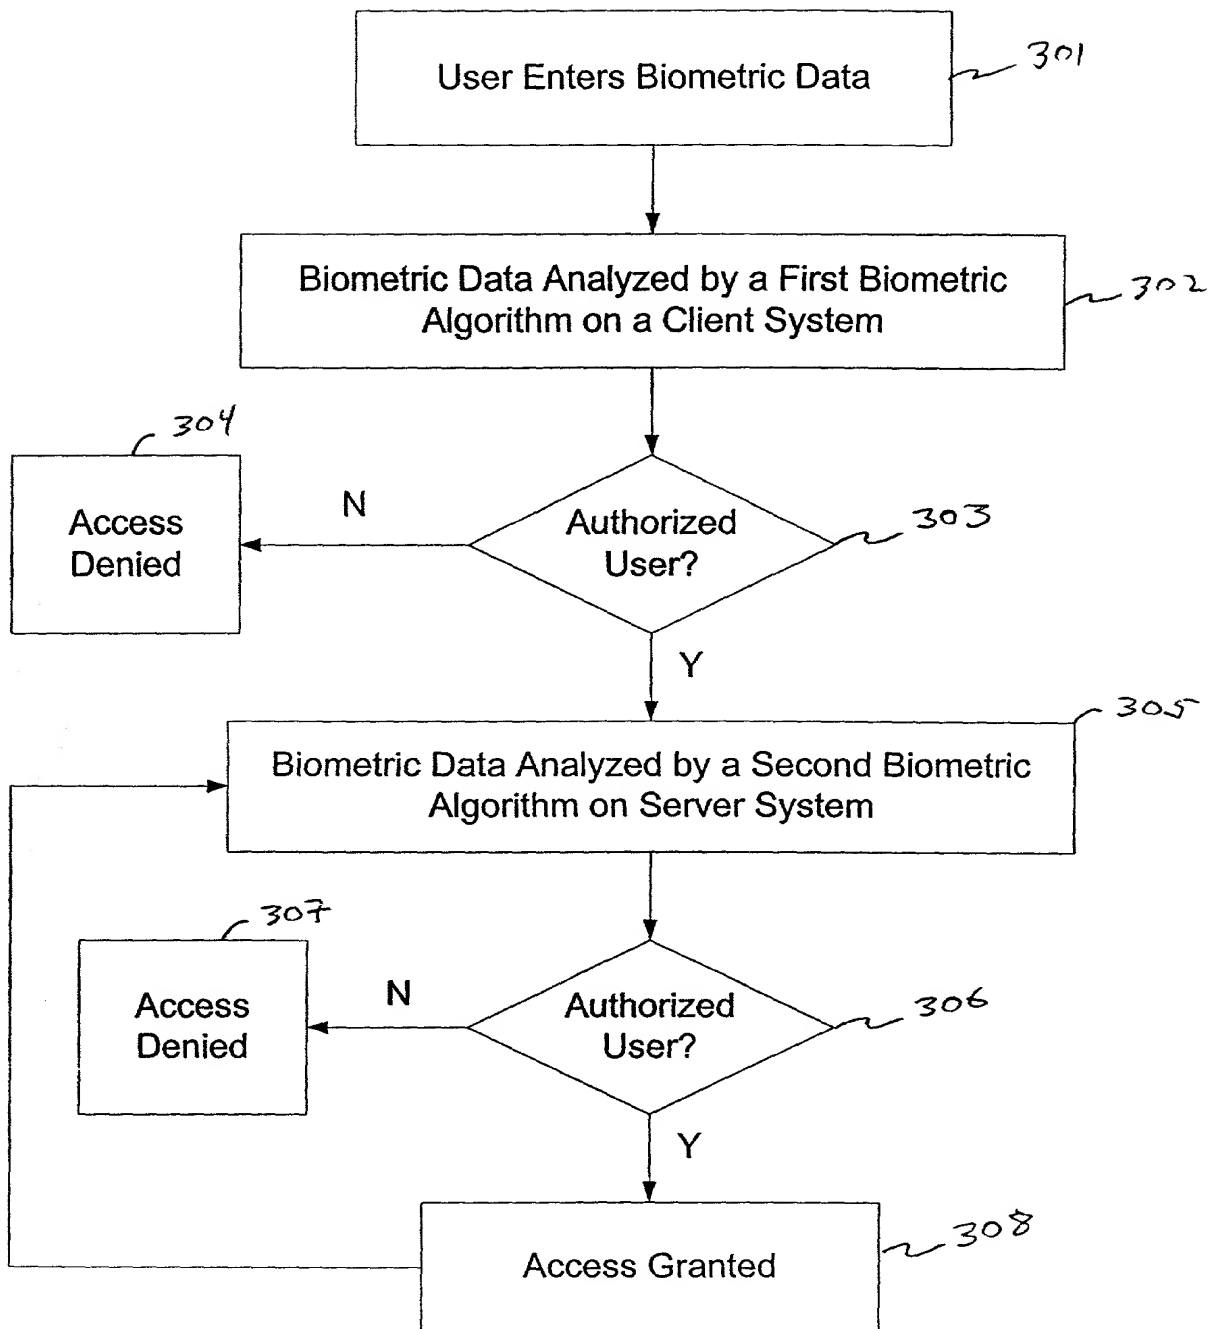 User Enters Biometric Data
301
Biometric Data Analyzed by a First Biometric
Algorithm on a Client System
302
304
Access
Denied
N
Authorized
User?
303
Y
305
Biometric Data Analyzed by a Second Biometric
Algorithm on Server System
307
Access
Denied
N
Authorized
User?
306
Y
Access Granted
308